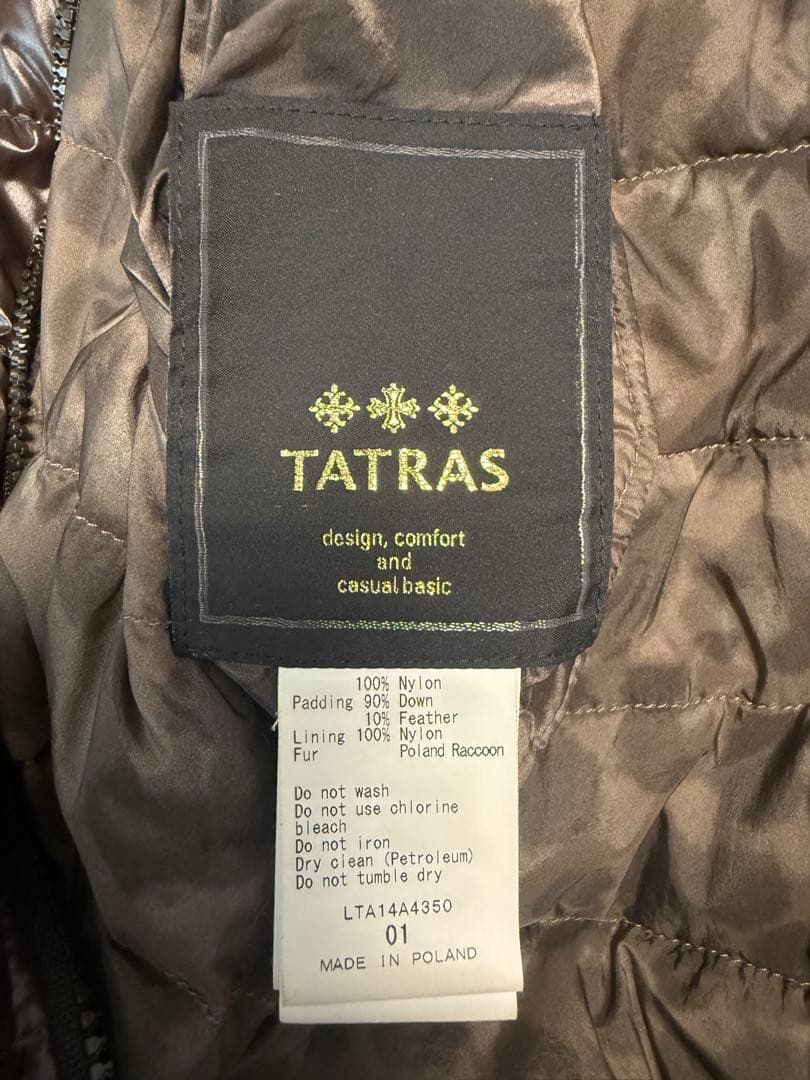 TATRAS
design, comfort
and
casual basic
100% Nylon
Padding 90% Down
10% Feather
Lining 100% Nylon
Fur Poland Raccoon
Do not wash
Do not use chlorine
bleach
Do not iron
Dry clean (Petroleum)
Do not tumble dry
LTA14A4350
01
MADE IN POLAND